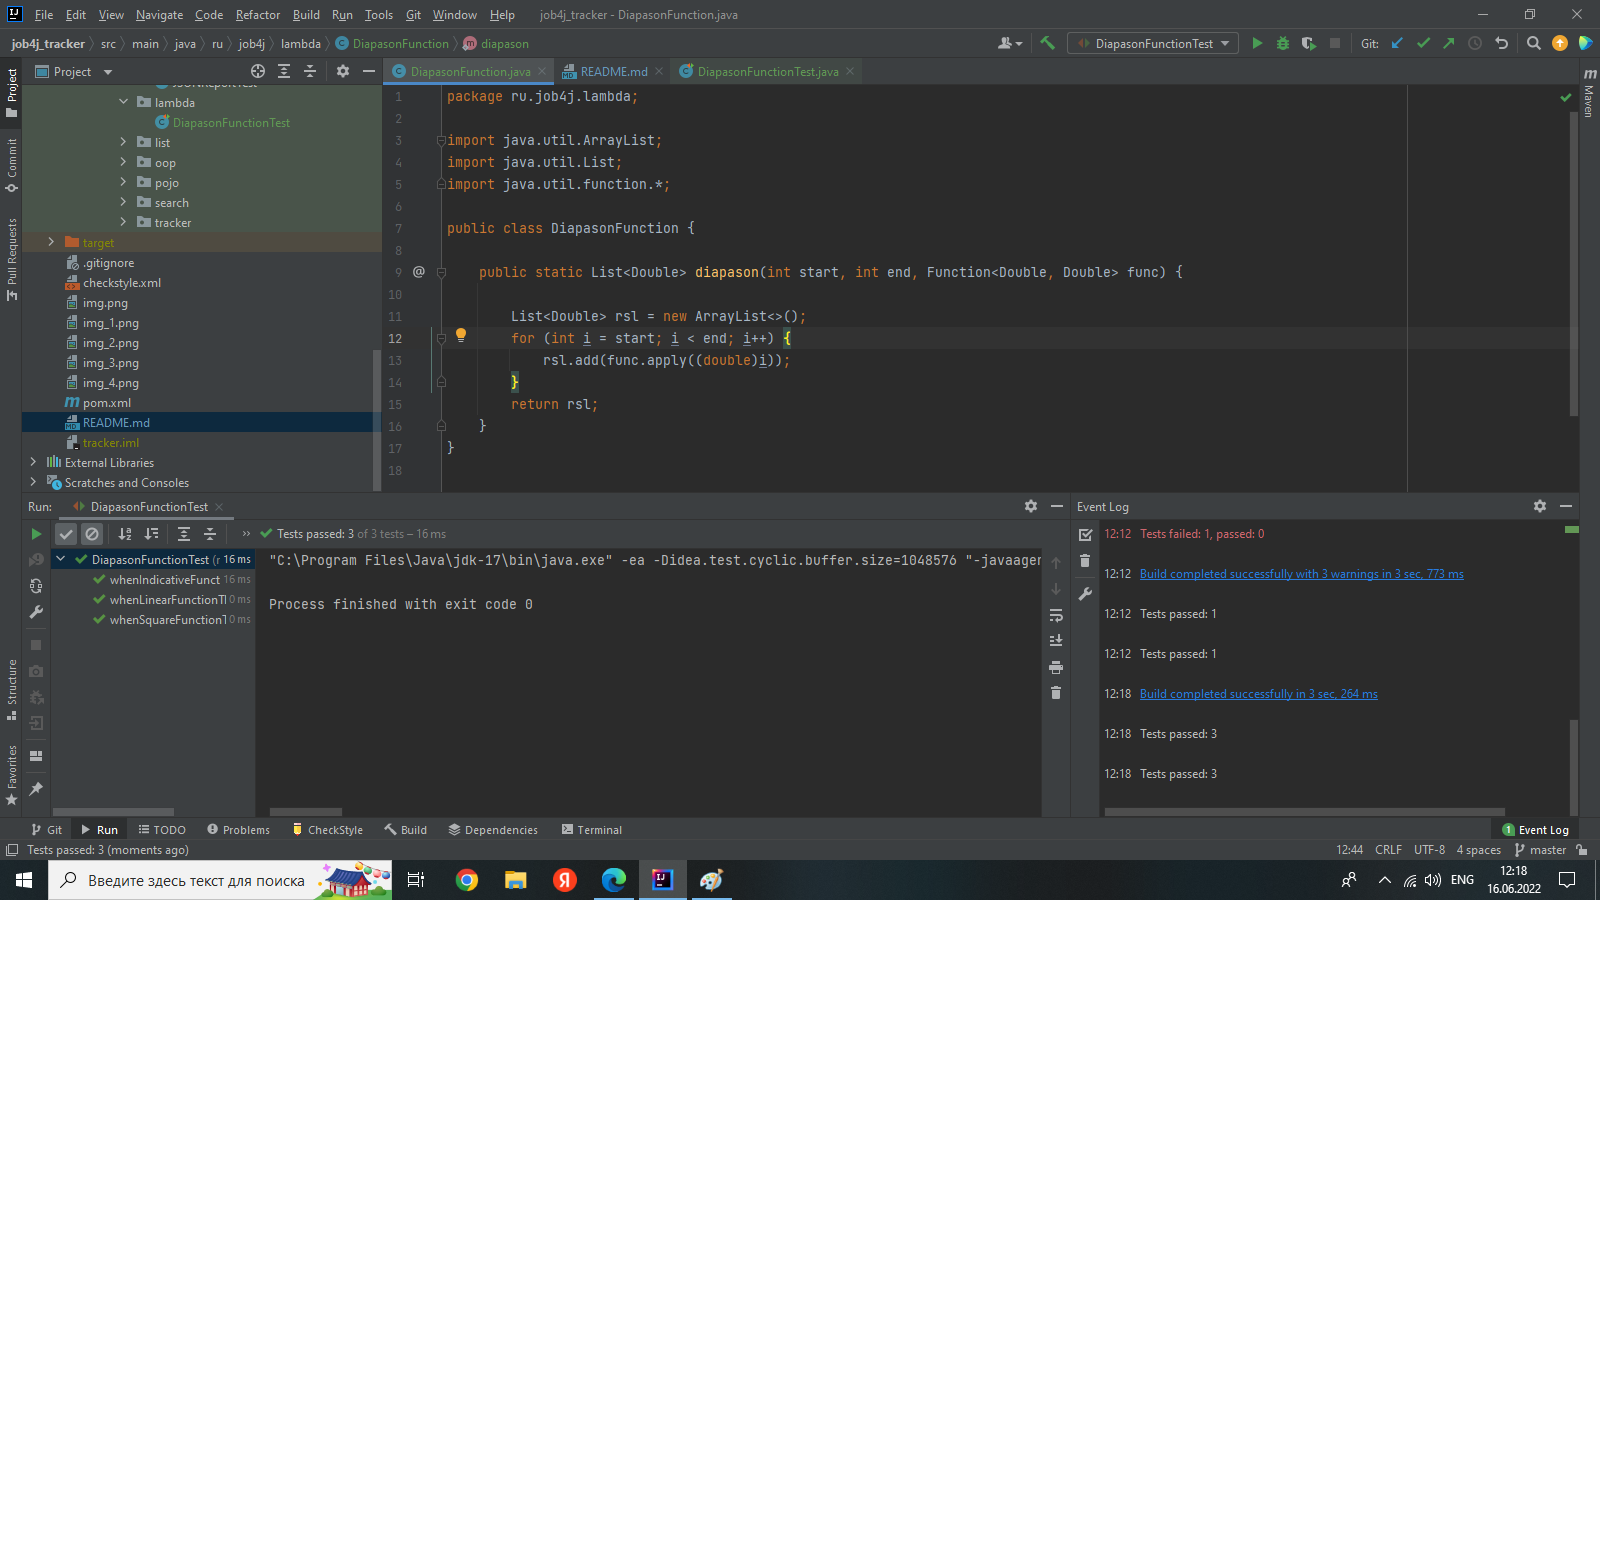 File Edit View Navigate Code Refactor Build Run Tools Git Window Help job4j_tracker - DiapasonFunction.java
job4j_tracker src main java ru job4j lambda DiapasonFunction diapason
DiapasonFunctionTest Git:
Project
DiapasonFunction.java README.md DiapasonFunctionTest.java
Project
Commit
Pull Requests
Structure
Favorites
Maven
lambda
DiapasonFunctionTest
list
oop
pojo
search
tracker
target
.gitignore
checkstyle.xml
img.png
img_1.png
img_2.png
img_3.png
img_4.png
pom.xml
README.md
tracker.iml
External Libraries
Scratches and Consoles
1 package ru.job4j.lambda;
2
3 import java.util.ArrayList;
4 import java.util.List;
5 import java.util.function.*;
6
7 public class DiapasonFunction {
8
9 @ public static List<Double> diapason(int start, int end, Function<Double, Double> func) {
10
11 List<Double> rsl = new ArrayList<>();
12 for (int i = start; i < end; i++) {
13 rsl.add(func.apply((double)i));
14 }
15 return rsl;
16 }
17 }
18
Run: DiapasonFunctionTest
Tests passed: 3 of 3 tests – 16 ms
DiapasonFunctionTest (r 16 ms
whenIndicativeFunct 16 ms
whenLinearFunctionTl 0 ms
whenSquareFunctionT 0 ms
"C:\Program Files\Java\jdk-17\bin\java.exe" -ea -Didea.test.cyclic.buffer.size=1048576 "-javaager
Process finished with exit code 0
Event Log
12:12 Tests failed: 1, passed: 0
12:12 Build completed successfully with 3 warnings in 3 sec, 773 ms
12:12 Tests passed: 1
12:12 Tests passed: 1
12:18 Build completed successfully in 3 sec, 264 ms
12:18 Tests passed: 3
12:18 Tests passed: 3
Git Run TODO Problems CheckStyle Build Dependencies Terminal 1 Event Log
Tests passed: 3 (moments ago) 12:44 CRLF UTF-8 4 spaces master
Введите здесь текст для поиска
ENG
12:18
16.06.2022